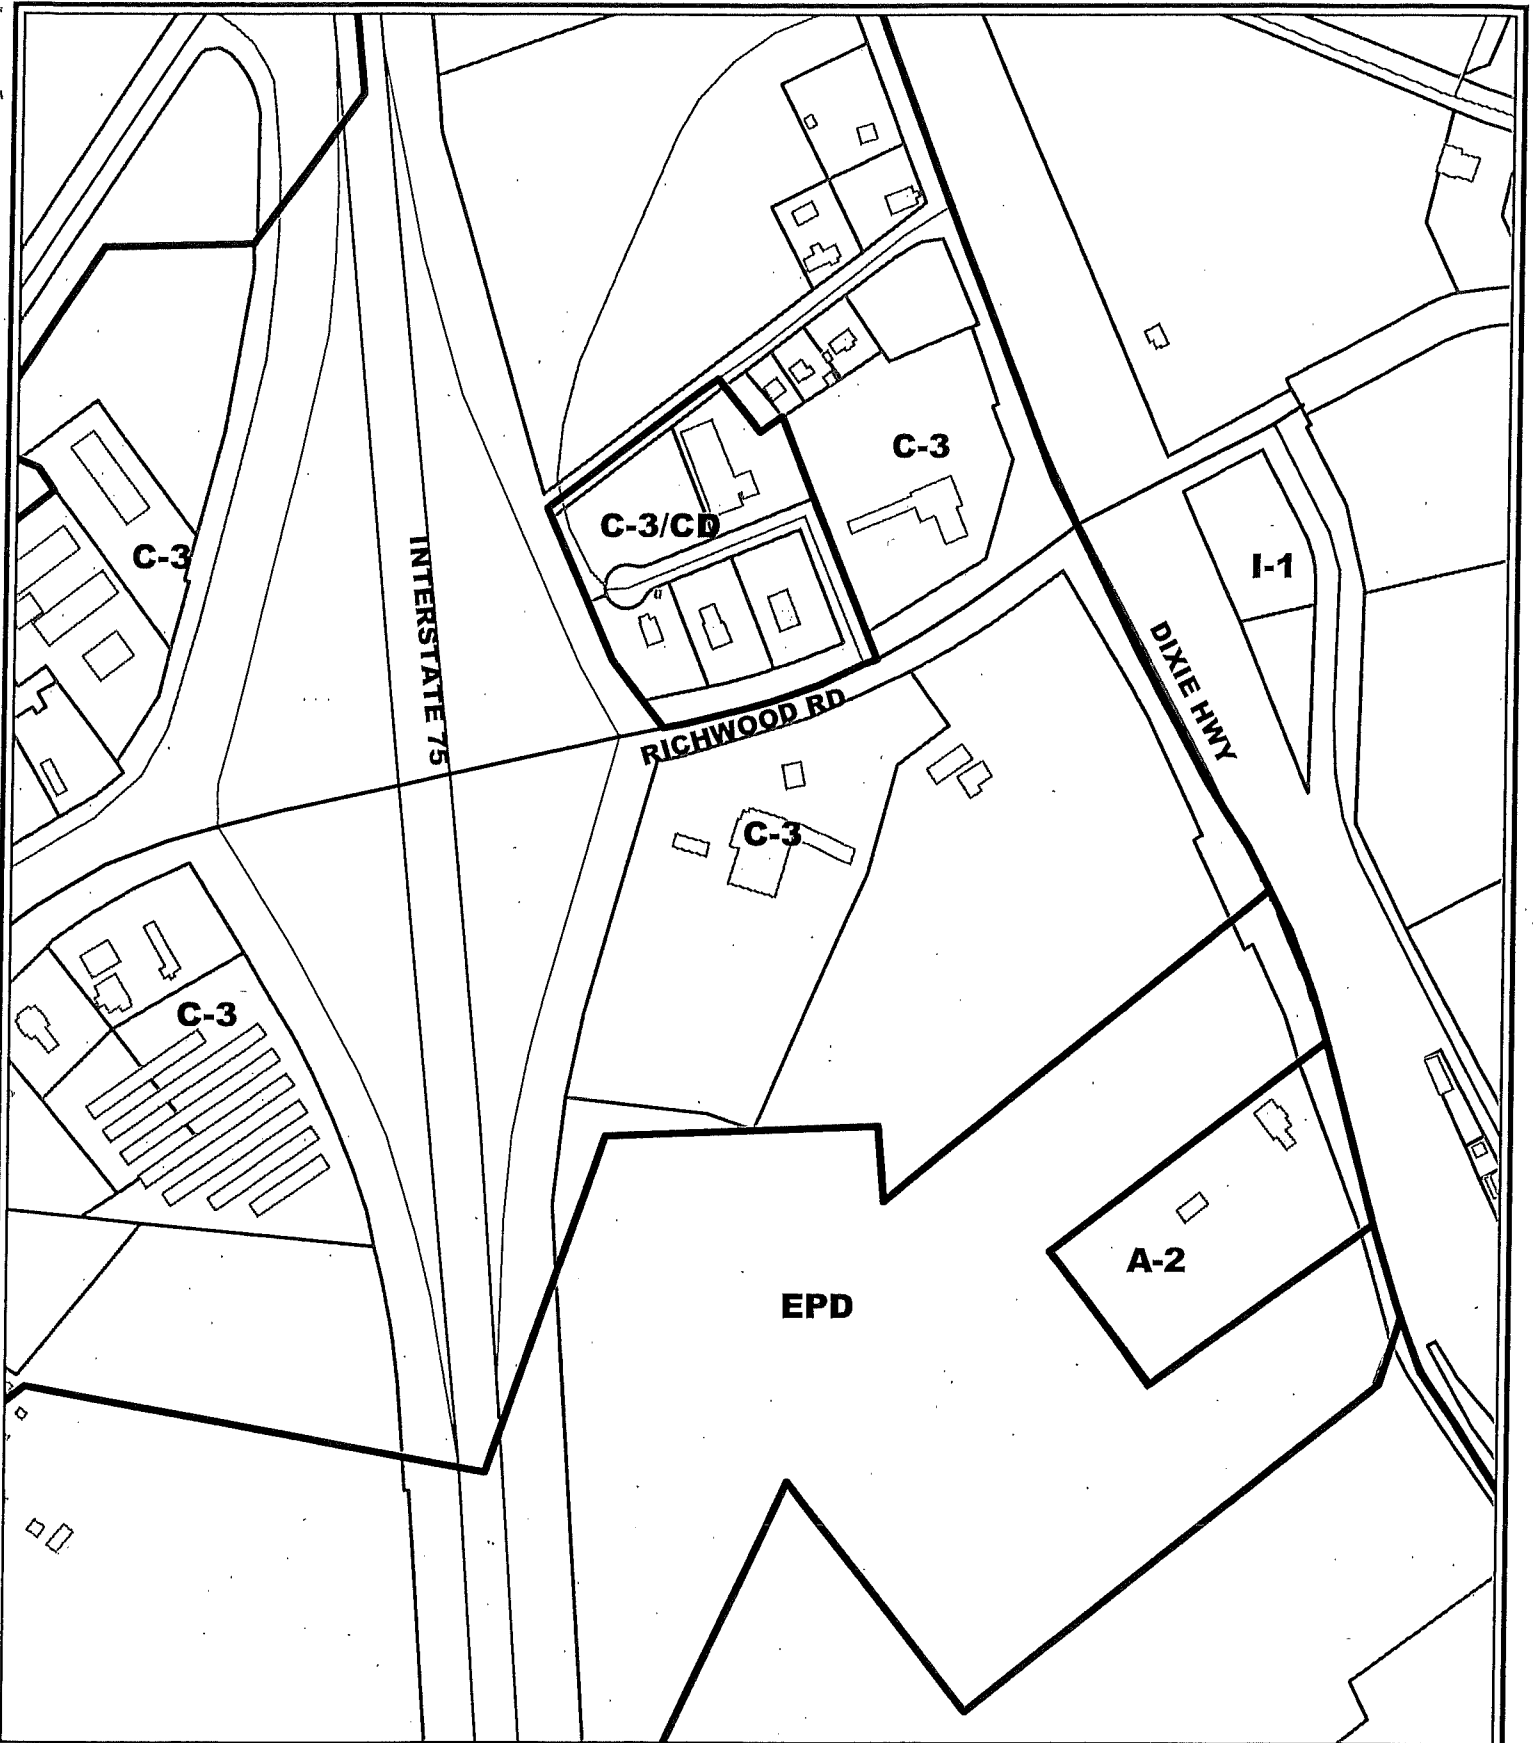 C-3
C-3/CD
C-3
I-1
INTERSTATE 75
DIXIE HWY
RICHWOOD RD
C-3
C-3
A-2
EPD